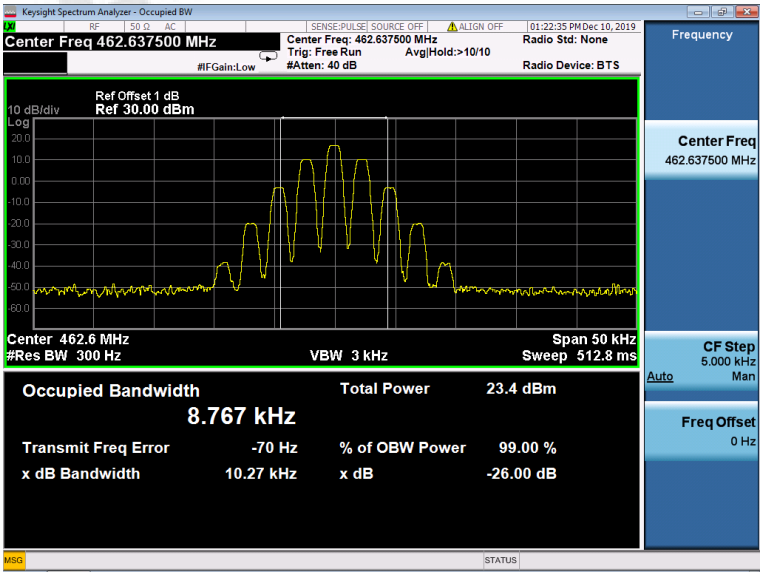 Keysight Spectrum Analyzer - Occupied BW
RF 50 Ω AC SENSE:PULSE SOURCE OFF ALIGN OFF 01:22:35 PM Dec 10, 2019
Center Freq 462.637500 MHz
Center Freq: 462.637500 MHz
Radio Std: None
Trig: Free Run Avg|Hold:>10/10
#IFGain:Low
#Atten: 40 dB
Radio Device: BTS
Frequency
Ref Offset 1 dB
10 dB/div Ref 30.00 dBm
Log
20.0
10.0
0.00
-10.0
-20.0
-30.0
-40.0
-50.0
-60.0
Center 462.6 MHz
Span 50 kHz
#Res BW 300 Hz
VBW 3 kHz
Sweep 512.8 ms
Center Freq
462.637500 MHz
CF Step
5.000 kHz
Auto Man
Freq Offset
0 Hz
Occupied Bandwidth
Total Power 23.4 dBm
8.767 kHz
Transmit Freq Error -70 Hz % of OBW Power 99.00 %
x dB Bandwidth 10.27 kHz x dB -26.00 dB
MSG
STATUS